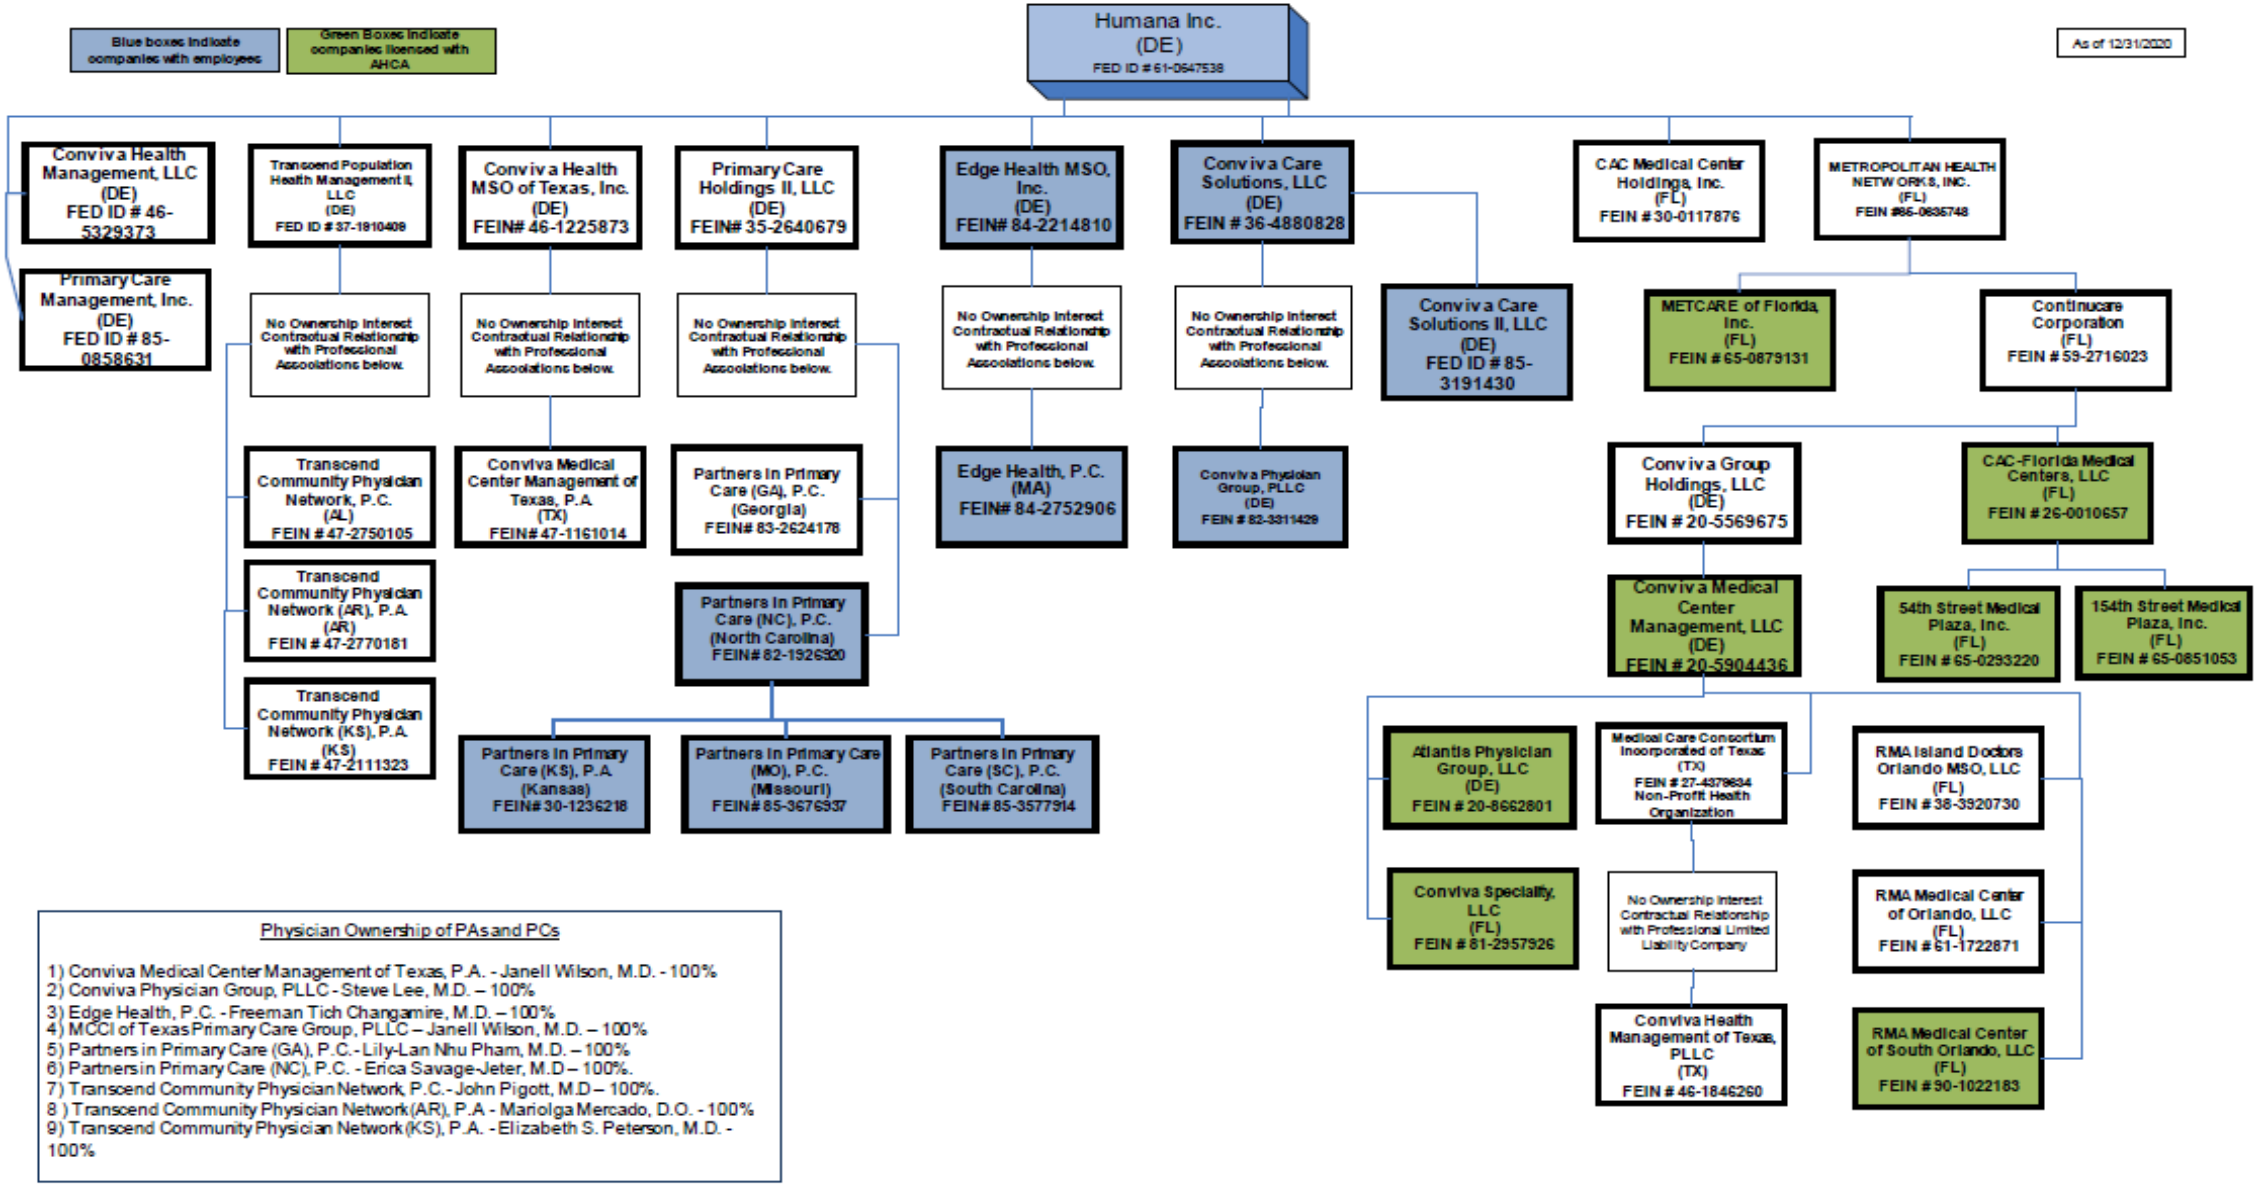 Blue boxes Indicate
companies with employees
Green Boxes Indicate
companies licensed with
AHCA
Humana Inc.
(DE)
FED ID # 61-0647538
As of 12/31/2020
Conviva Health
Management, LLC
(DE)
FED ID # 46-
5329373
Transcend Population
Health Management II,
LLC
(DE)
FED ID # 37-1910409
Conviva Health
MSO of Texas, Inc.
(DE)
FEIN# 46-1225873
Primary Care
Holdings II, LLC
(DE)
FEIN# 35-2640679
Edge Health MSO,
Inc.
(DE)
FEIN# 84-2214810
Conviva Care
Solutions, LLC
(DE)
FEIN # 36-4880828
CAC Medical Center
Holdings, Inc.
(FL)
FEIN # 30-0117876
METROPOLITAN HEALTH
NETWORKS, INC.
(FL)
FEIN #65-0635748
Primary Care
Management, Inc.
(DE)
FED ID # 85-
0858631
No Ownership Interest
Contractual Relationship
with Professional
Associations below.
No Ownership Interest
Contractual Relationship
with Professional
Associations below.
No Ownership Interest
Contractual Relationship
with Professional
Associations below.
No Ownership Interest
Contractual Relationship
with Professional
Associations below.
No Ownership Interest
Contractual Relationship
with Professional
Associations below.
Conviva Care
Solutions II, LLC
(DE)
FED ID # 85-
3191430
METCARE of Florida,
Inc.
(FL)
FEIN # 65-0879131
Continucare
Corporation
(FL)
FEIN # 59-2716023
Transcend
Community Physician
Network, P.C.
(AL)
FEIN # 47-2750105
Conviva Medical
Center Management of
Texas, P.A.
(TX)
FEIN# 47-1161014
Partners in Primary
Care (GA), P.C.
(Georgia)
FEIN# 83-2624178
Edge Health, P.C.
(MA)
FEIN# 84-2752906
Conviva Physician
Group, PLLC
(DE)
FEIN # 82-3311429
Conviva Group
Holdings, LLC
(DE)
FEIN # 20-5569675
CAC-Florida Medical
Centers, LLC
(FL)
FEIN # 26-0010657
Transcend
Community Physician
Network (AR), P.A.
(AR)
FEIN # 47-2770181
Partners in Primary
Care (NC), P.C.
(North Carolina)
FEIN# 82-1926920
Conviva Medical
Center
Management, LLC
(DE)
FEIN # 20-5904436
54th Street Medical
Plaza, Inc.
(FL)
FEIN # 65-0293220
154th Street Medical
Plaza, Inc.
(FL)
FEIN # 65-0851053
Transcend
Community Physician
Network (KS), P.A.
(KS)
FEIN # 47-2111323
Partners in Primary
Care (KS), P.A.
(Kansas)
FEIN# 30-1236218
Partners in Primary Care
(MO), P.C.
(Missouri)
FEIN# 85-3676937
Partners in Primary
Care (SC), P.C.
(South Carolina)
FEIN# 85-3577914
Atlantis Physician
Group, LLC
(DE)
FEIN # 20-8662801
Medical Care Consortium
Incorporated of Texas
(TX)
FEIN # 27-4379634
Non-Profit Health
Organization
RMA Island Doctors
Orlando MSO, LLC
(FL)
FEIN # 38-3920730
Conviva Speciality,
LLC
(FL)
FEIN # 81-2957926
No Ownership Interest
Contractual Relationship
with Professional Limited
Liability Company
RMA Medical Center
of Orlando, LLC
(FL)
FEIN # 61-1722871
Conviva Health
Management of Texas,
PLLC
(TX)
FEIN # 46-1846260
RMA Medical Center
of South Orlando, LLC
(FL)
FEIN # 90-1022183
Physician Ownership of PAs and PCs
1) Conviva Medical Center Management of Texas, P.A. - Janell Wilson, M.D. - 100%
2) Conviva Physician Group, PLLC - Steve Lee, M.D. – 100%
3) Edge Health, P.C. - Freeman Tich Changamire, M.D. – 100%
4) MCCI of Texas Primary Care Group, PLLC – Janell Wilson, M.D. – 100%
5) Partners in Primary Care (GA), P.C. - Lily-Lan Nhu Pham, M.D. – 100%
6) Partners in Primary Care (NC), P.C. - Erica Savage-Jeter, M.D – 100%.
7) Transcend Community Physician Network, P.C. - John Pigott, M.D – 100%.
8 ) Transcend Community Physician Network (AR), P.A - Mariolga Mercado, D.O. - 100%
9) Transcend Community Physician Network (KS), P.A. - Elizabeth S. Peterson, M.D. -
100%